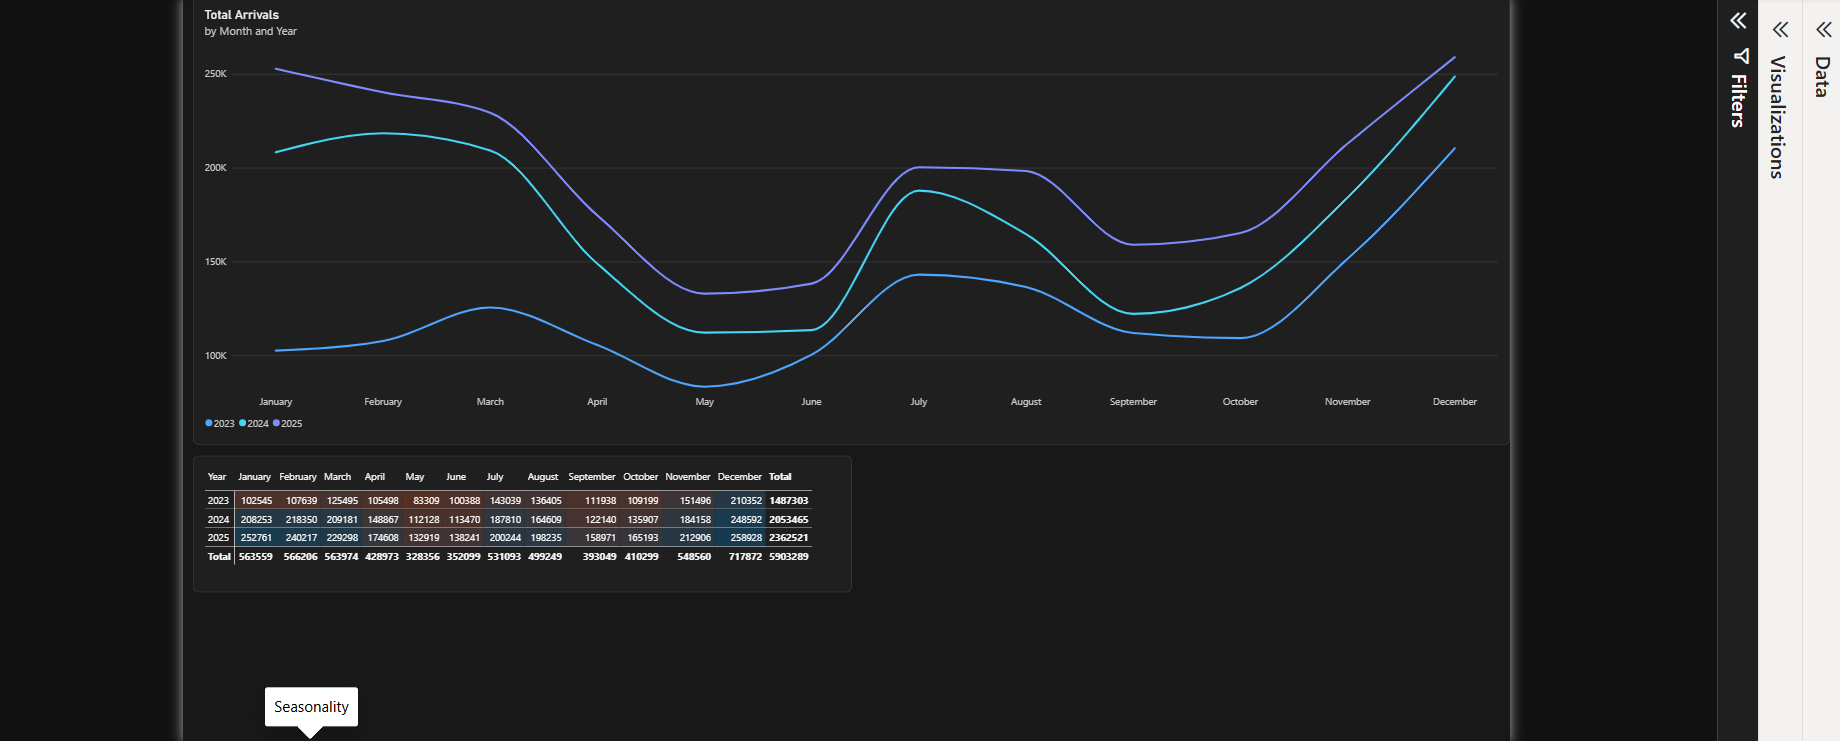 Total Arrivals
by Month and Year
250K
200K
150K
100K
January February March April May June July August September October November December
2023 2024 2025
Year January February March April May June July August September October November December Total
2023 102545 107639 125495 105498 83309 100388 143039 136405 111938 109199 151496 210352 1487303
2024 208253 218350 209181 148867 112128 113470 187810 164609 122140 135907 184158 248592 2053465
2025 252761 240217 229298 174608 132919 138241 200244 198235 158971 165193 212906 258928 2362521
Total 563559 566206 563974 428973 328356 352099 531093 499249 393049 410299 548560 717872 5903289
Seasonality
Filters
Visualizations
Data